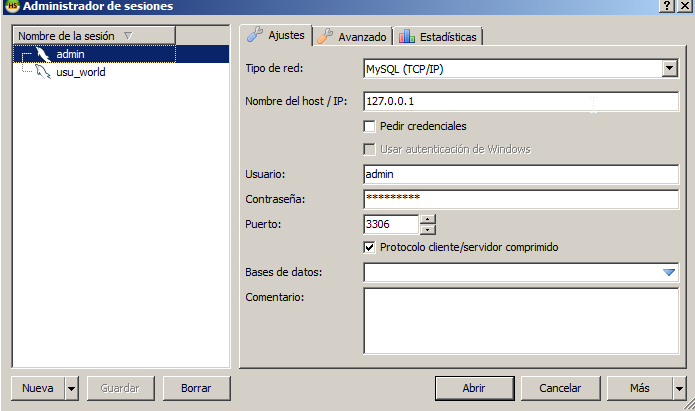 HS Administrador de sesiones
Nombre de la sesión
admin
usu_world
Ajustes
Avanzado
Estadísticas
Tipo de red: MySQL (TCP/IP)
Nombre del host / IP: 127.0.0.1
Pedir credenciales
Usar autenticación de Windows
Usuario: admin
Contraseña: *********
Puerto: 3306
Protocolo cliente/servidor comprimido
Bases de datos:
Comentario:
Nueva
Guardar
Borrar
Abrir
Cancelar
Más